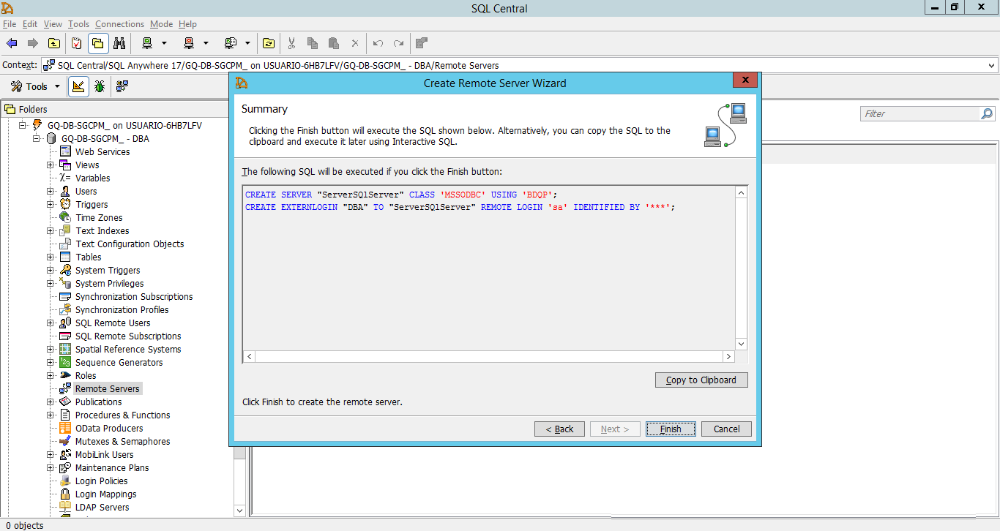 SQL Central
File Edit View Tools Connections Mode Help
Context: SQL Central/SQL Anywhere 17/GQ-DB-SGCPM_ on USUARIO-6HB7LFV/GQ-DB-SGCPM_ - DBA/Remote Servers
Tools
Folders
GQ-DB-SGCPM_ on USUARIO-6HB7LFV
GQ-DB-SGCPM_ - DBA
Web Services
Views
Variables
Users
Triggers
Time Zones
Text Indexes
Text Configuration Objects
Tables
System Triggers
System Privileges
Synchronization Subscriptions
Synchronization Profiles
SQL Remote Users
SQL Remote Subscriptions
Spatial Reference Systems
Sequence Generators
Roles
Remote Servers
Publications
Procedures & Functions
OData Producers
Mutexes & Semaphores
MobiLink Users
Maintenance Plans
Login Policies
Login Mappings
LDAP Servers
Filter
Create Remote Server Wizard
Summary
Clicking the Finish button will execute the SQL shown below. Alternatively, you can copy the SQL to the
clipboard and execute it later using Interactive SQL.
The following SQL will be executed if you click the Finish button:
CREATE SERVER "ServerSQlServer" CLASS 'MSSODBC' USING 'BDQP';
CREATE EXTERNLOGIN "DBA" TO "ServerSQlServer" REMOTE LOGIN 'sa' IDENTIFIED BY '***';
Copy to Clipboard
Click Finish to create the remote server.
< Back Next > Finish Cancel
0 objects